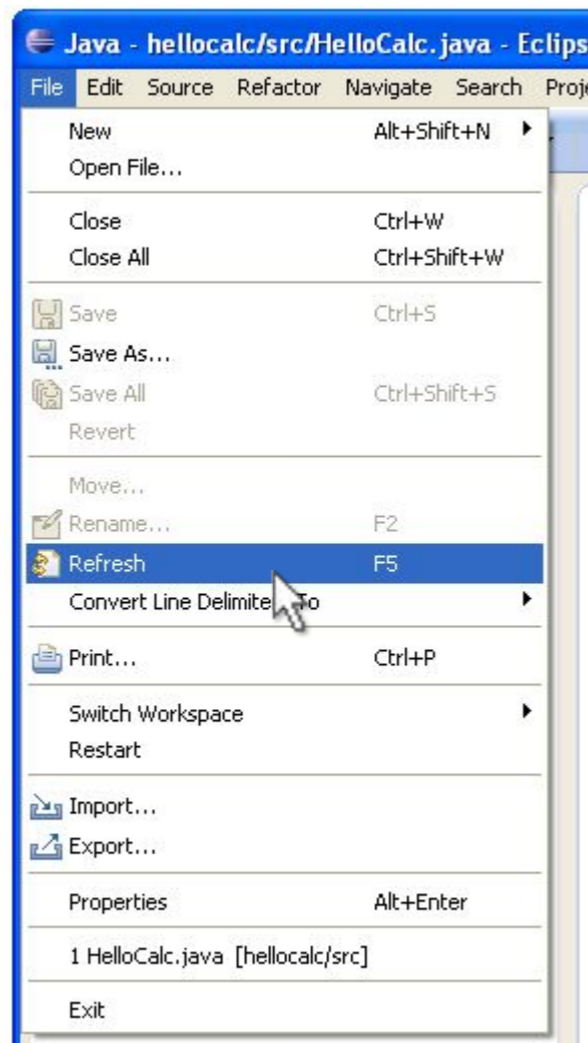 Java - hellocalc/src/HelloCalc.java - Eclips
File Edit Source Refactor Navigate Search Proje
New Alt+Shift+N
Open File...
Close Ctrl+W
Close All Ctrl+Shift+W
Save Ctrl+S
Save As...
Save All Ctrl+Shift+S
Revert
Move...
Rename... F2
Refresh F5
Convert Line Delimiters To
Print... Ctrl+P
Switch Workspace
Restart
Import...
Export...
Properties Alt+Enter
1 HelloCalc.java [hellocalc/src]
Exit